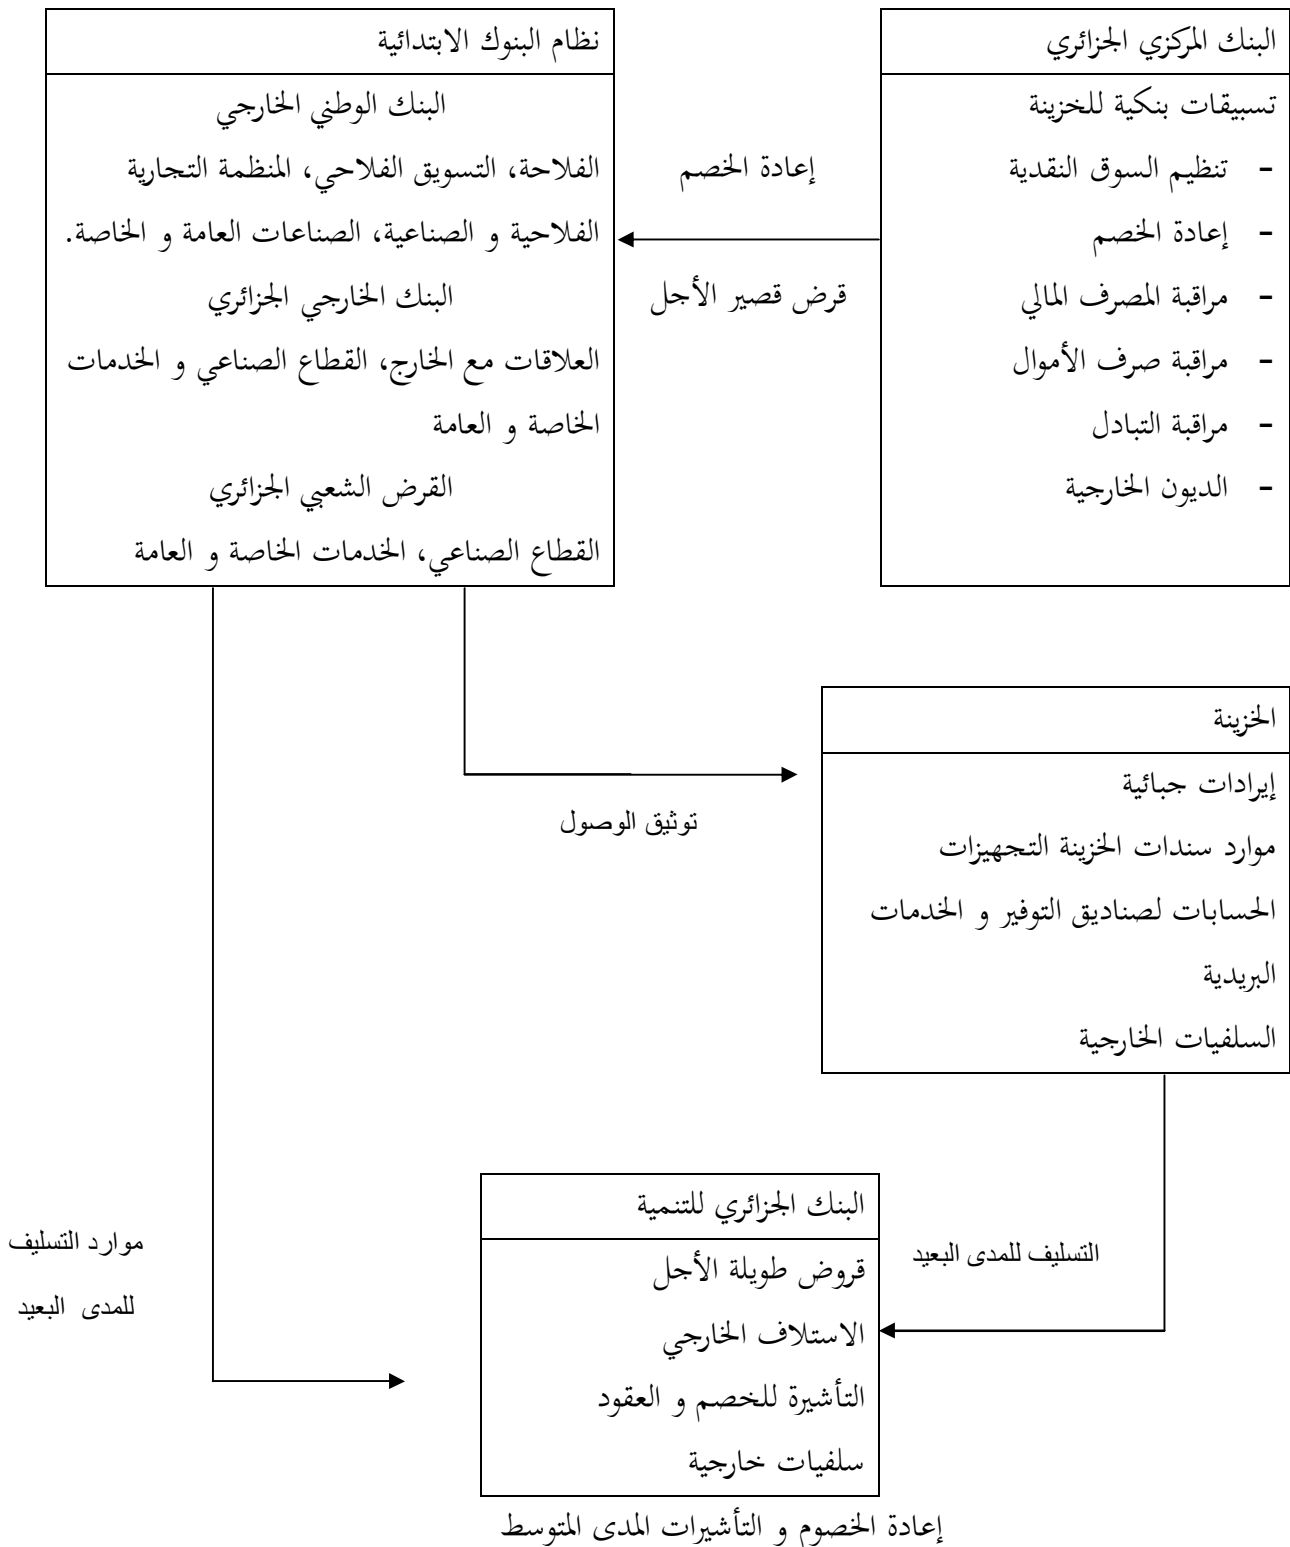 البنك المركزي الجزائري
تسبيقات بنكية للخزينة
- تنظيم السوق النقدية
- إعادة الخصم
- مراقبة المصرف المالي
- مراقبة صرف الأموال
- مراقبة التبادل
- الديون الخارجية
إعادة الخصم
قرض قصير الأجل
نظام البنوك الابتدائية
البنك الوطني الخارجي
الفلاحة، التسويق الفلاحي، المنظمة التجارية
الفلاحية و الصناعية، الصناعات العامة و الخاصة.
البنك الخارجي الجزائري
العلاقات مع الخارج، القطاع الصناعي و الخدمات
الخاصة و العامة
القرض الشعبي الجزائري
القطاع الصناعي، الخدمات الخاصة و العامة
الخزينة
إيرادات جبائية
موارد سندات الخزينة التجهيزات
الحسابات لصناديق التوفير و الخدمات
البريدية
السلفيات الخارجية
توثيق الوصول
التسليف للمدى البعيد
البنك الجزائري للتنمية
قروض طويلة الأجل
الاستلاف الخارجي
التأشيرة للخصم و العقود
سلفيات خارجية
موارد التسليف
للمدى البعيد
إعادة الخصوم و التأشيرات المدى المتوسط